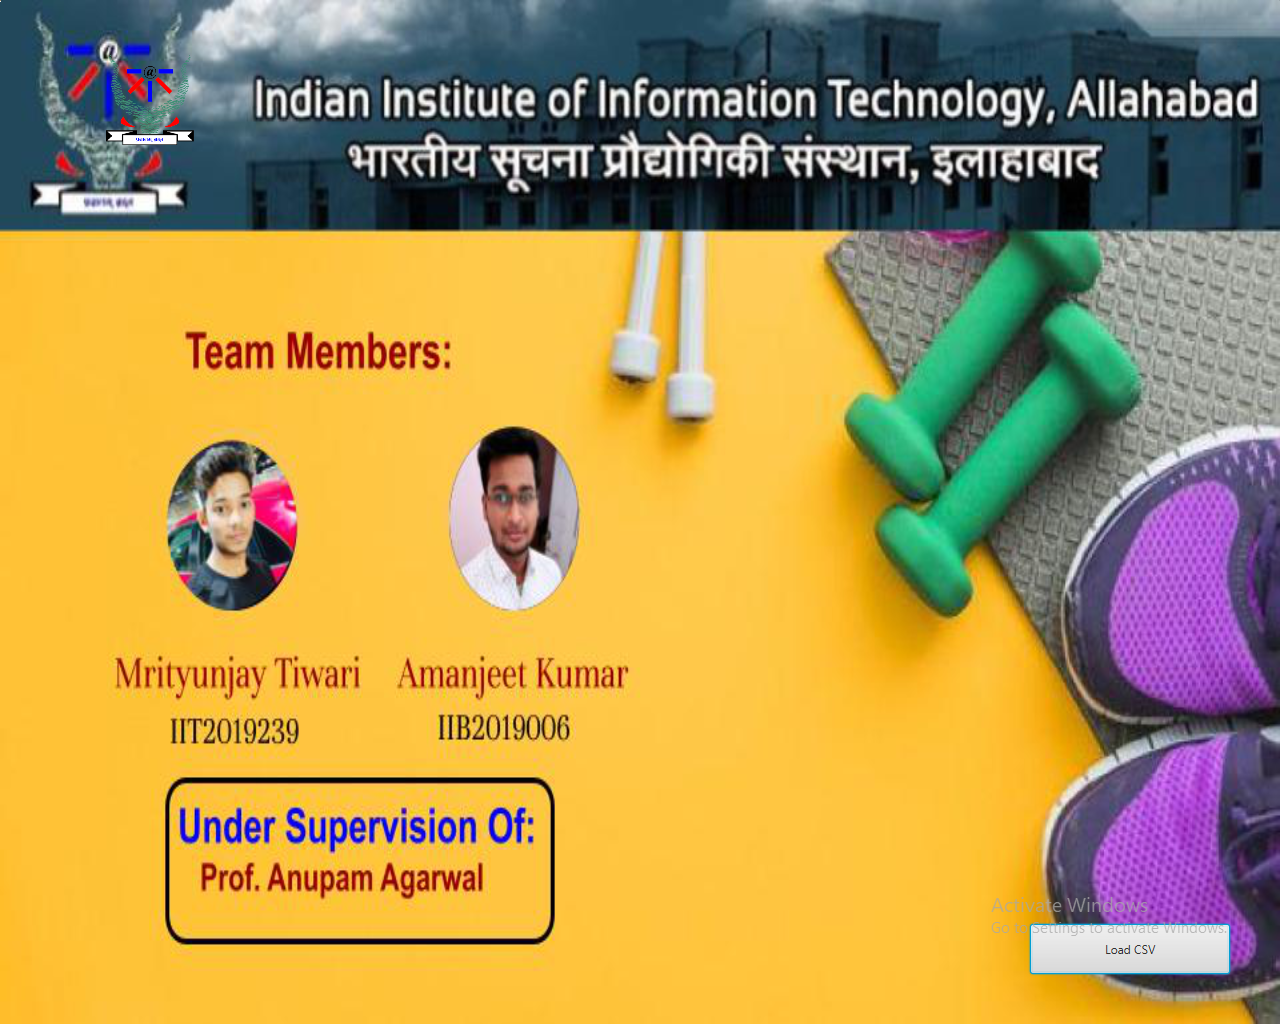 @
@
Indian Institute of Information Technology, Allahabad
भारतीय सूचना प्रौद्योगिकी संस्थान, इलाहाबाद
Team Members:
Mrityunjay Tiwari
Amanjeet Kumar
IIT2019239
IIB2019006
Under Supervision Of:
Prof. Anupam Agarwal
Activate Windows
Go to Settings to activate Windows.
Load CSV